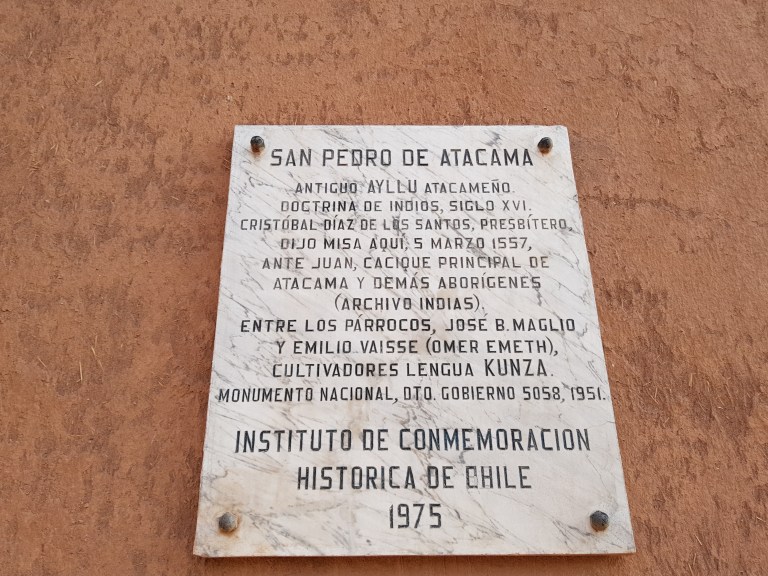 SAN PEDRO DE ATACAMA
ANTIGUO AYLLU ATACAMEÑO.
DOCTRINA DE INDIOS, SIGLO XVI.
CRISTÓBAL DÍAZ DE LOS SANTOS, PRESBÍTERO,
DIJO MISA AQUÍ, 5 MARZO 1557,
ANTE JUAN, CACIQUE PRINCIPAL DE
ATACAMA Y DEMÁS ABORÍGENES
(ARCHIVO INDIAS).
ENTRE LOS PÁRROCOS, JOSÉ B. MAGLIO
Y EMILIO VAISSE (OMER EMETH),
CULTIVADORES LENGUA KUNZA.
MONUMENTO NACIONAL, DTO. GOBIERNO 5058, 1951.
INSTITUTO DE CONMEMORACION
HISTORICA DE CHILE
1975